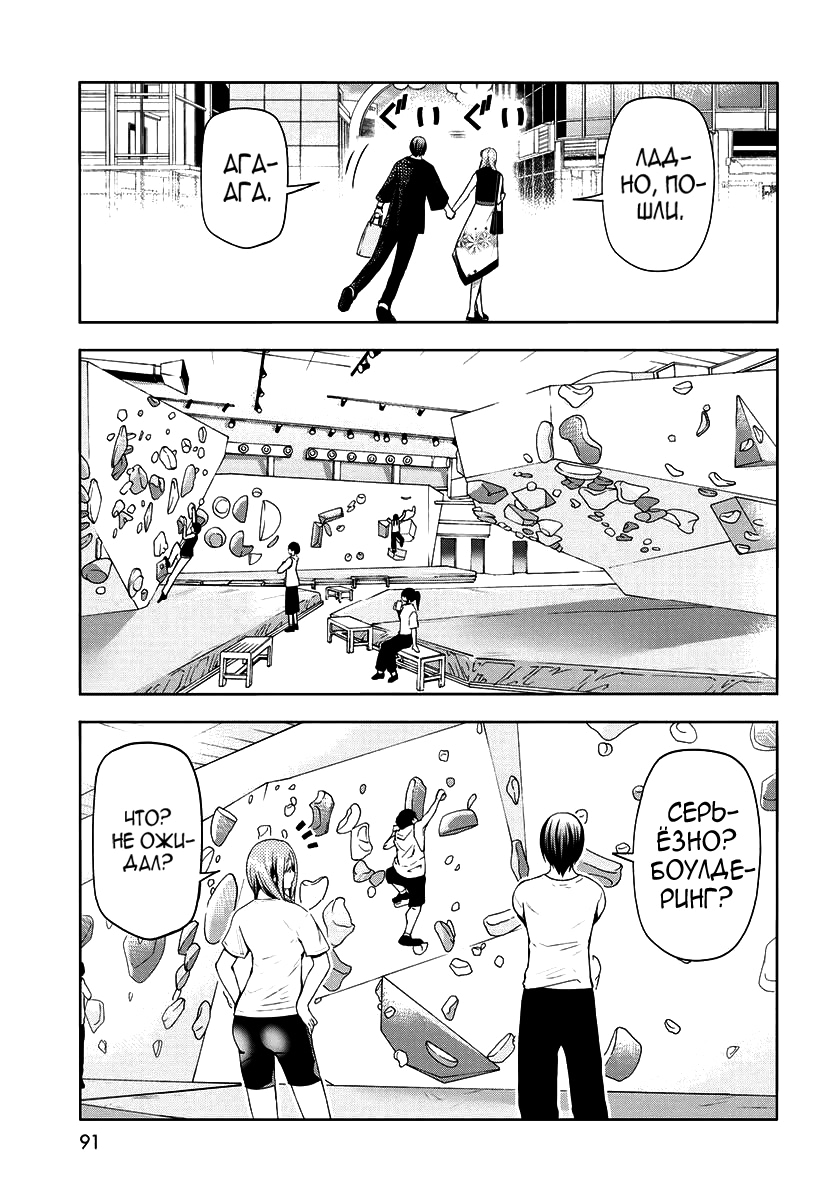 ЛАД-
НО, ПО-
ШЛИ.
ぐい ぐい
АГА-
АГА.
СЕРЬ-
ЁЗНО?
БОУЛДЕ-
РИНГ?
ЧТО?
НЕ ОЖИ-
ДАЛ?
91